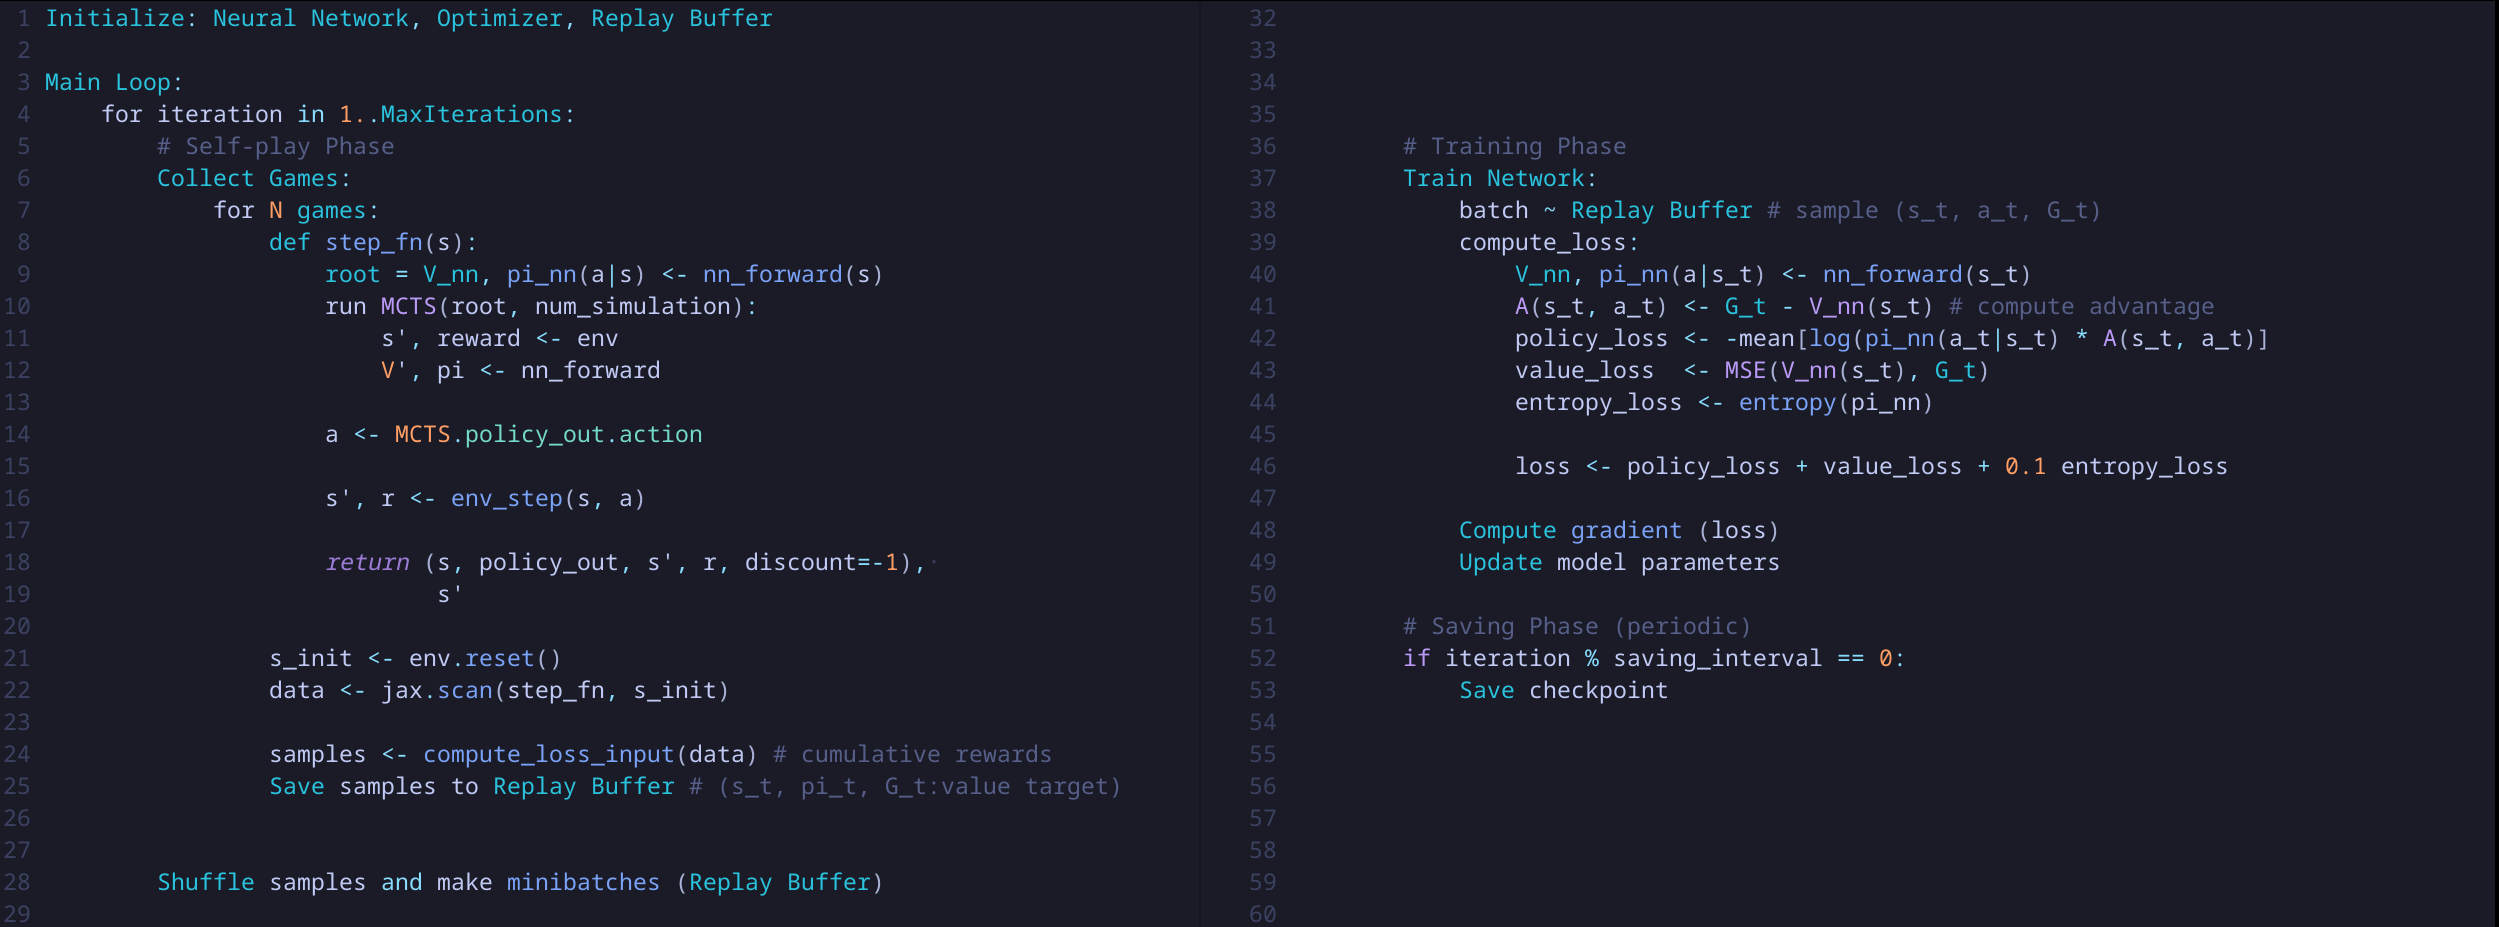 1 Initialize: Neural Network, Optimizer, Replay Buffer
2
3 Main Loop:
4     for iteration in 1..MaxIterations:
5         # Self-play Phase
6         Collect Games:
7             for N games:
8                 def step_fn(s):
9                     root = V_nn, pi_nn(a|s) <- nn_forward(s)
10                     run MCTS(root, num_simulation):
11                         s', reward <- env
12                         V', pi <- nn_forward
13
14                     a <- MCTS.policy_out.action
15
16                     s', r <- env_step(s, a)
17
18                     return (s, policy_out, s', r, discount=-1),·
19                             s'
20
21                 s_init <- env.reset()
22                 data <- jax.scan(step_fn, s_init)
23
24                 samples <- compute_loss_input(data) # cumulative rewards
25                 Save samples to Replay Buffer # (s_t, pi_t, G_t:value target)
26
27
28         Shuffle samples and make minibatches (Replay Buffer)
29
32
33
34
35
36         # Training Phase
37         Train Network:
38             batch ~ Replay Buffer # sample (s_t, a_t, G_t)
39             compute_loss:
40                 V_nn, pi_nn(a|s_t) <- nn_forward(s_t)
41                 A(s_t, a_t) <- G_t - V_nn(s_t) # compute advantage
42                 policy_loss <- -mean[log(pi_nn(a_t|s_t) * A(s_t, a_t)]
43                 value_loss  <- MSE(V_nn(s_t), G_t)
44                 entropy_loss <- entropy(pi_nn)
45
46                 loss <- policy_loss + value_loss + 0.1 entropy_loss
47
48             Compute gradient (loss)
49             Update model parameters
50
51         # Saving Phase (periodic)
52         if iteration % saving_interval == 0:
53             Save checkpoint
54
55
56
57
58
59
60